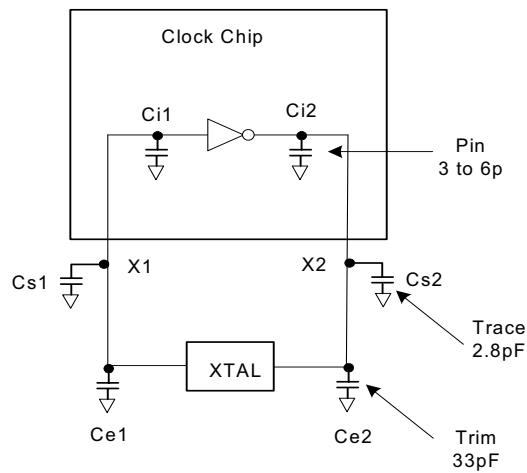 Clock Chip
Ci1
Ci2
Pin
3 to 6p
Cs1
X1
X2
Cs2
Trace
2.8pF
XTAL
Ce1
Ce2
Trim
33pF